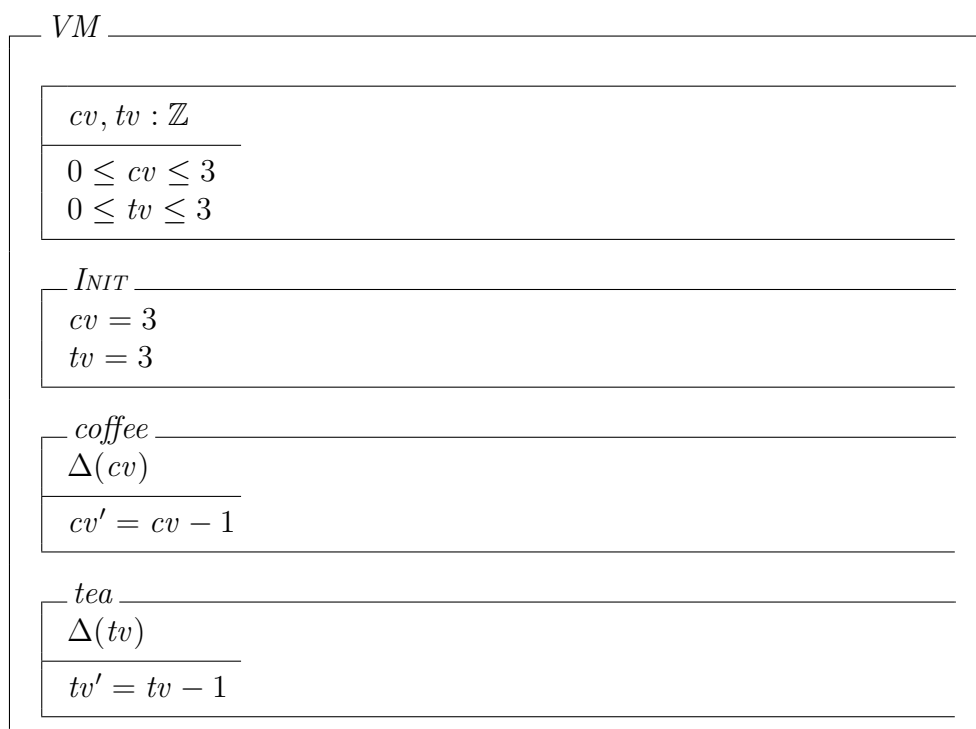 VM
cv, tv : ℤ
0 ≤ cv ≤ 3
0 ≤ tv ≤ 3
INIT
cv = 3
tv = 3
coffee
Δ(cv)
cv′ = cv − 1
tea
Δ(tv)
tv′ = tv − 1